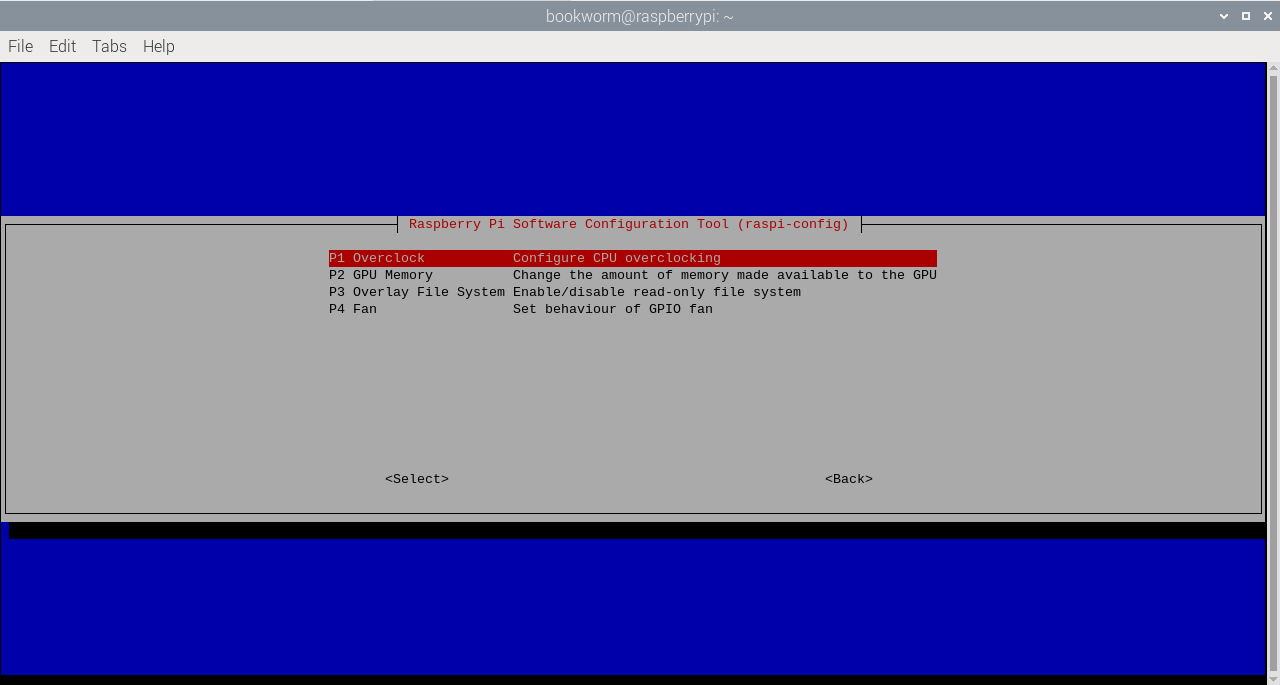 bookworm@raspberrypi: ~
File Edit Tabs Help
Raspberry Pi Software Configuration Tool (raspi-config)
P1 Overclock Configure CPU overclocking
P2 GPU Memory Change the amount of memory made available to the GPU
P3 Overlay File System Enable/disable read-only file system
P4 Fan Set behaviour of GPIO fan
<Select> <Back>